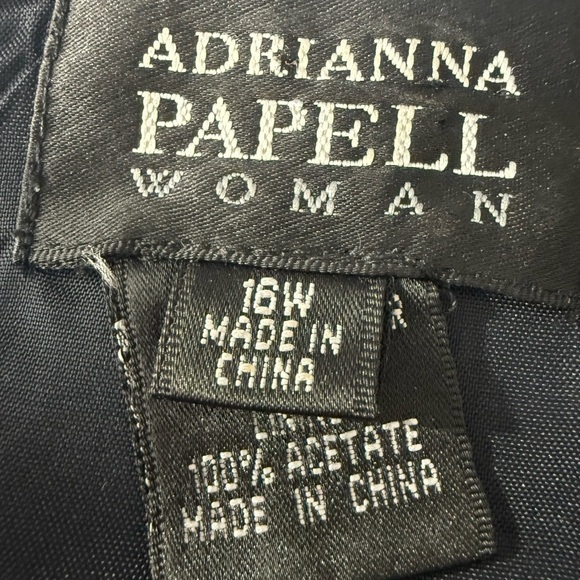 ADRIANNA
PAPELL
WOMAN
16W
MADE IN
CHINA
100% ACETATE
MADE IN CHINA